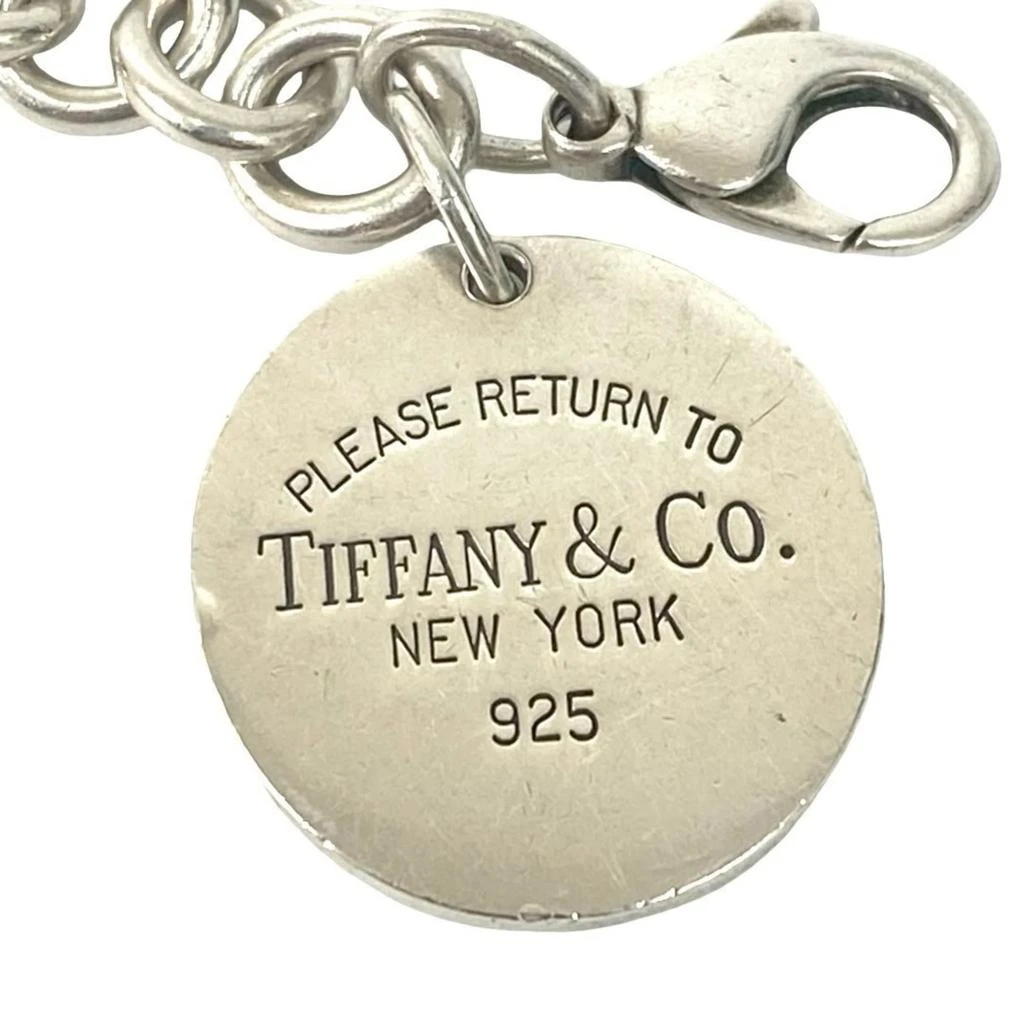 PLEASE RETURN TO
TIFFANY & CO.
NEW YORK
925